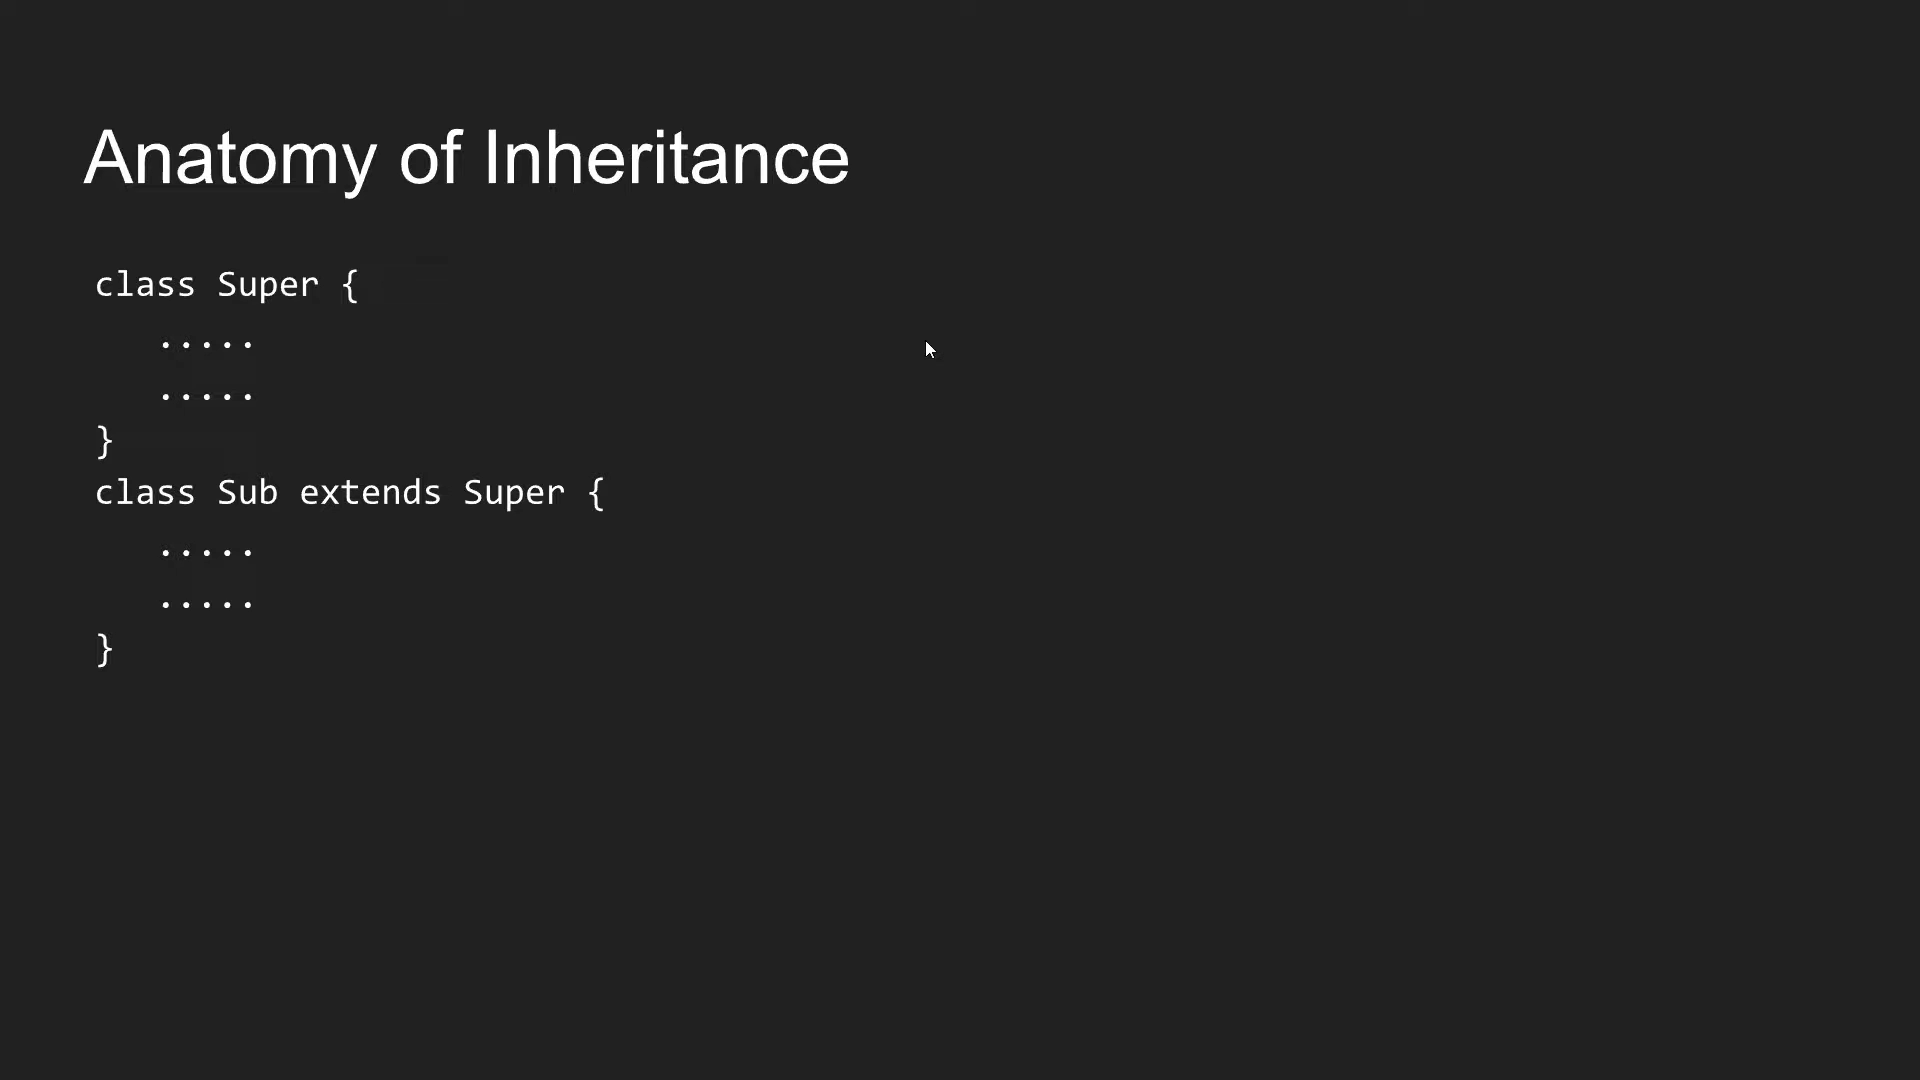 Anatomy of Inheritance
class Super {
.....
.....
}
class Sub extends Super {
.....
.....
}